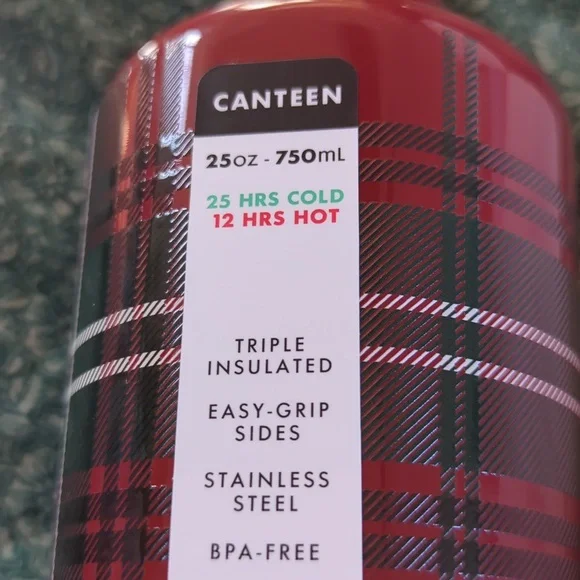 CANTEEN
25oz - 750mL
25 HRS COLD
12 HRS HOT
TRIPLE
INSULATED
EASY-GRIP
SIDES
STAINLESS
STEEL
BPA-FREE